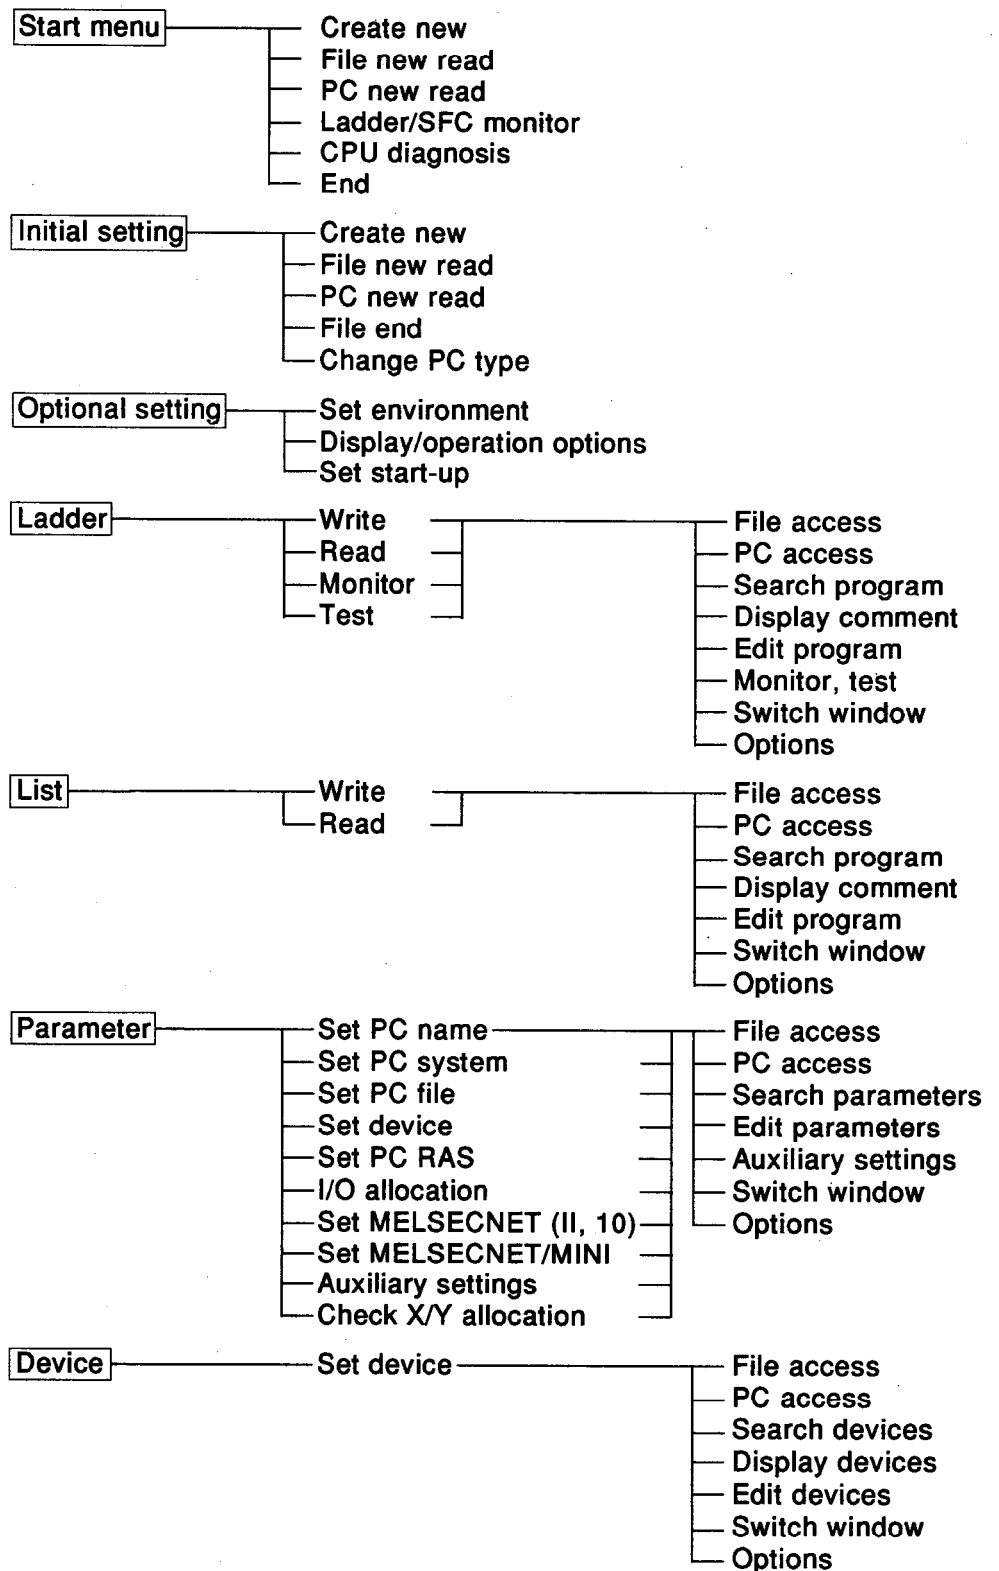 Start menu Create new
File new read
PC new read
Ladder/SFC monitor
CPU diagnosis
End
Initial setting Create new
File new read
PC new read
File end
Change PC type
Optional setting Set environment
Display/operation options
Set start-up
Ladder Write File access
Read PC access
Monitor Search program
Test Display comment
Edit program
Monitor, test
Switch window
Options
List Write File access
Read PC access
Search program
Display comment
Edit program
Switch window
Options
Parameter Set PC name File access
Set PC system PC access
Set PC file Search parameters
Set device Edit parameters
Set PC RAS Auxiliary settings
I/O allocation Switch window
Set MELSECNET (II, 10) Options
Set MELSECNET/MINI
Auxiliary settings
Check X/Y allocation
Device Set device File access
PC access
Search devices
Display devices
Edit devices
Switch window
Options